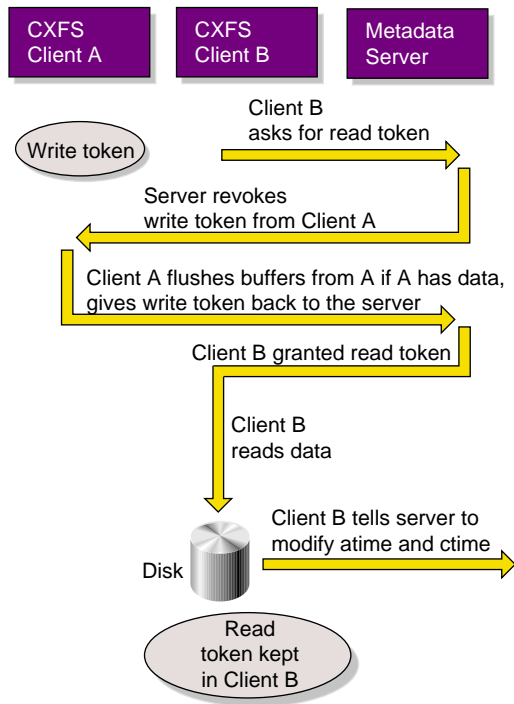 CXFS
Client A
CXFS
Client B
Metadata
Server
Client B
asks for read token
Write token
Server revokes
write token from Client A
Client A flushes buffers from A if A has data,
gives write token back to the server
Client B granted read token
Client B
reads data
Client B tells server to
modify atime and ctime
Disk
Read
token kept
in Client B